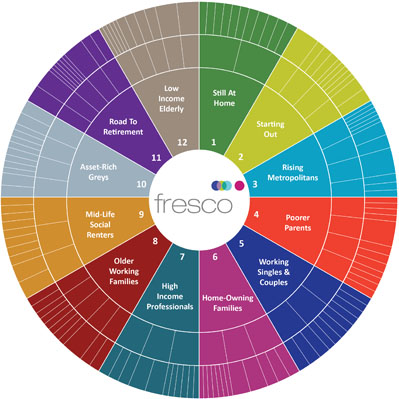 Still At
Home
1
Starting
Out
2
Rising
Metropolitans
3
Poorer
Parents
4
Working
Singles &
Couples
5
Home-Owning
Families
6
High
Income
Professionals
7
Older
Working
Families
8
Mid-Life
Social
Renters
9
Asset-Rich
Greys
10
Road To
Retirement
11
Low
Income
Elderly
12
fresco